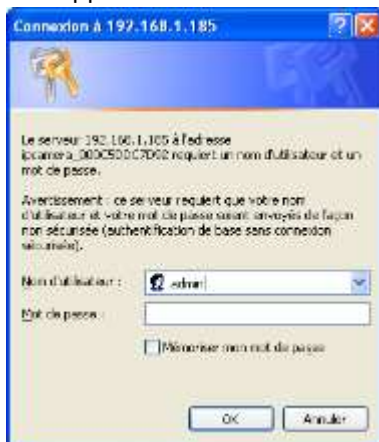 Connexion à 192.168.1.185
Le serveur 192.168.1.185 à l'adresse
requiert un nom d'utilisateur et un
mot de passe.
Avertissement : ce serveur requiert que votre nom
d'utilisateur et votre mot de passe soient envoyés de façon
non sécurisée (authentification de base sans connexion
sécurisée).
Nom d'utilisateur :
admin
Mot de passe :
Mémoriser mon mot de passe
OK
Annuler